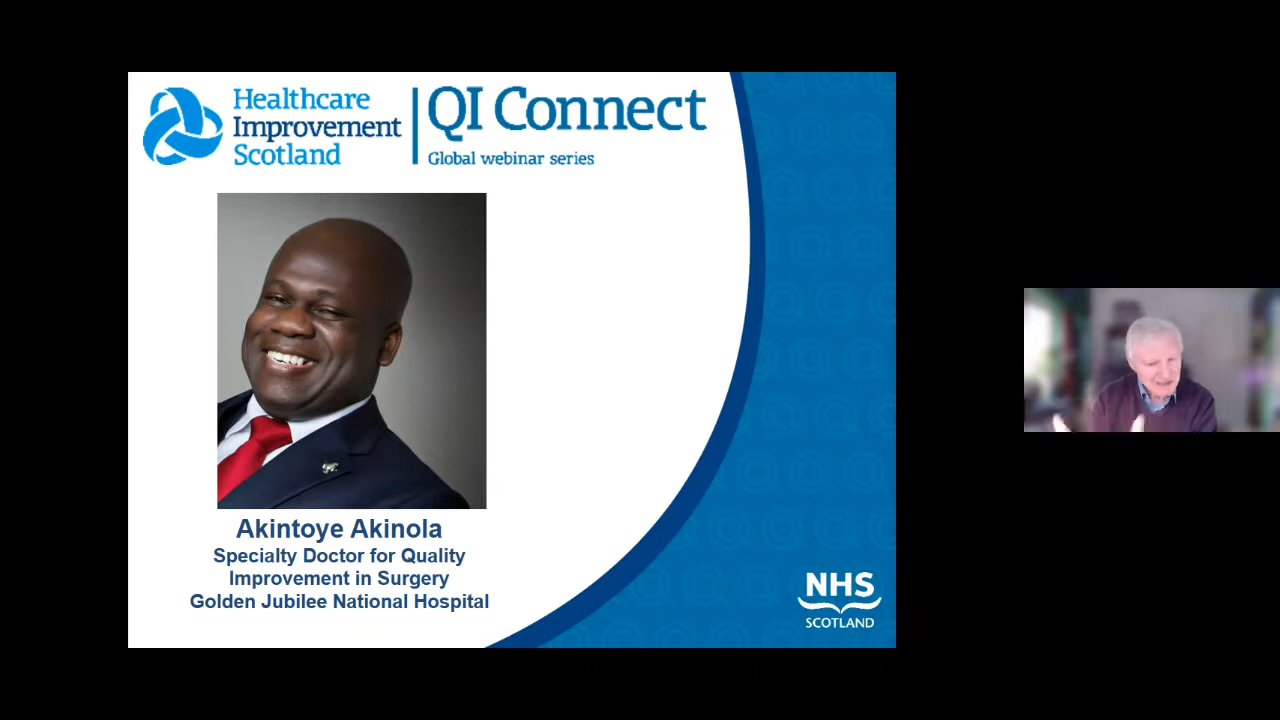 Healthcare
Improvement
Scotland
QI Connect
Global webinar series
Akintoye Akinola
Specialty Doctor for Quality
Improvement in Surgery
Golden Jubilee National Hospital
NHS
SCOTLAND